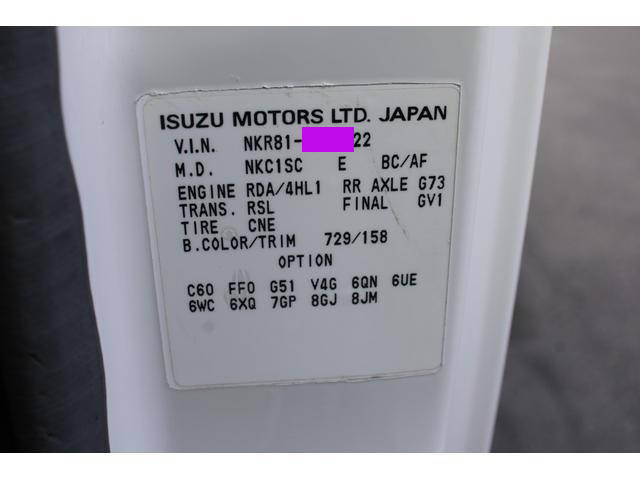 ISUZU MOTORS LTD. JAPAN
V.I.N. NKR81- 22
M.D. NKC1SC E BC/AF
ENGINE RDA/4HL1 RR AXLE G73
TRANS. RSL FINAL GV1
TIRE CNE
B.COLOR/TRIM 729/158
OPTION
C60 FF0 G51 V4G 6QN 6UE
6WC 6XQ 7GP 8GJ 8JM